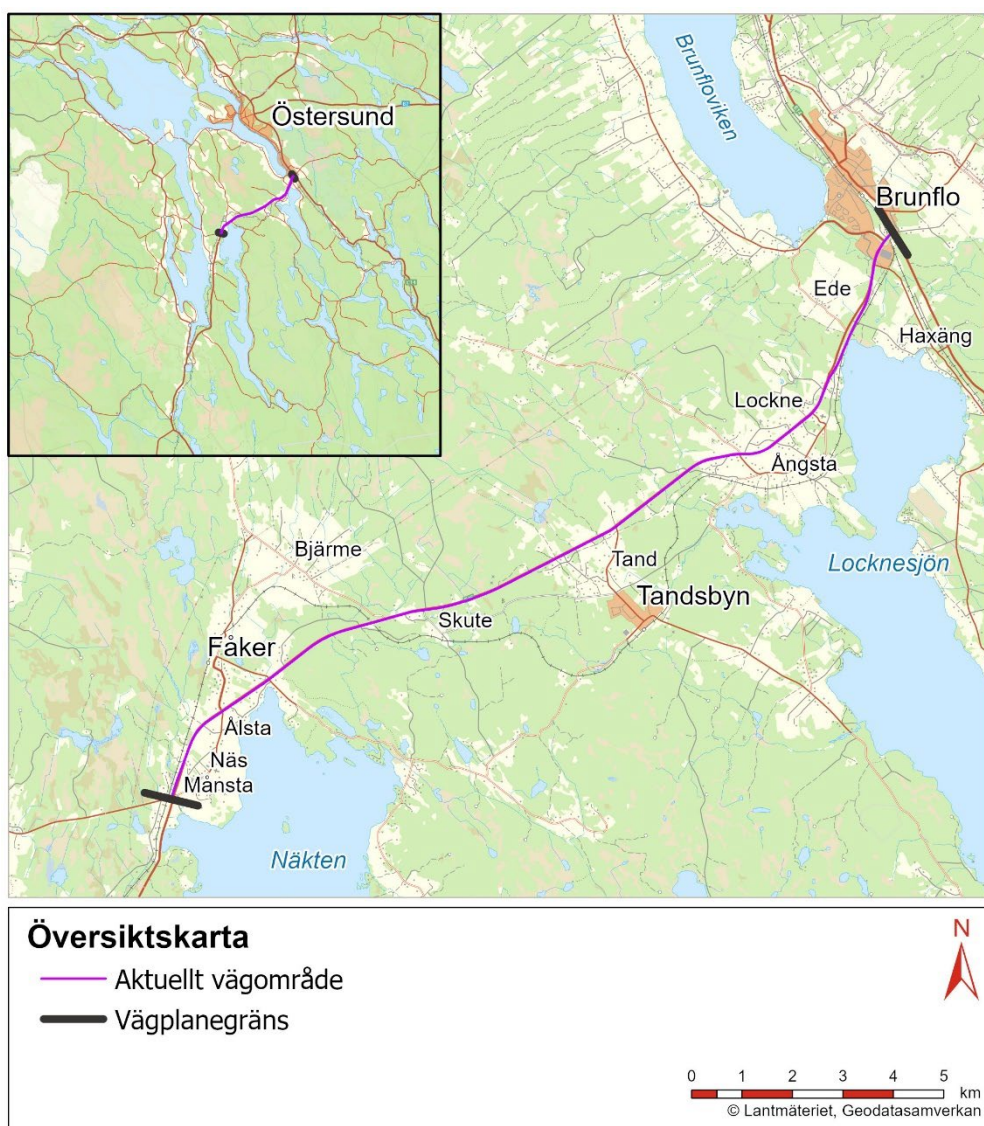 Östersund
Brunfloviken
Brunflo
Ede
Haxäng
Lockne
Ångsta
Bjärme
Tand
Locknesjön
Tandsbyn
Skute
Fåker
Ålsta
Näs
Månsta
Näkten
Översiktskarta
Aktuellt vägområde
Vägplanegräns
N
0 1 2 3 4 5
km
© Lantmäteriet, Geodatasamverkan